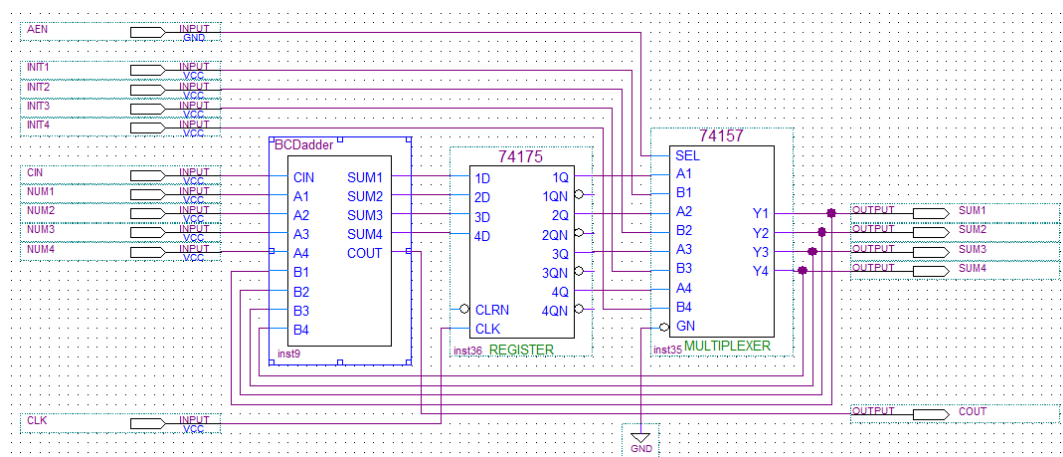 AEN INPUT GND
INIT1 INPUT VCC
INIT2 INPUT VCC
INIT3 INPUT VCC
INIT4 INPUT VCC
CIN INPUT VCC
NUM1 INPUT VCC
NUM2 INPUT VCC
NUM3 INPUT VCC
NUM4 INPUT VCC
CLK INPUT VCC
BCDadder
CIN SUM1
A1 SUM2
A2 SUM3
A3 SUM4
A4 COUT
B1
B2
B3
B4
inst9
74175
1D 1Q
2D 1QN
3D 2Q
4D 2QN
3Q
3QN
4Q
CLRN 4QN
CLK
inst36 REGISTER
74157
SEL
A1
B1
A2 Y1
B2 Y2
A3 Y3
B3 Y4
A4
B4
GN
inst35 MULTIPLEXER
GND
OUTPUT SUM1
OUTPUT SUM2
OUTPUT SUM3
OUTPUT SUM4
OUTPUT COUT